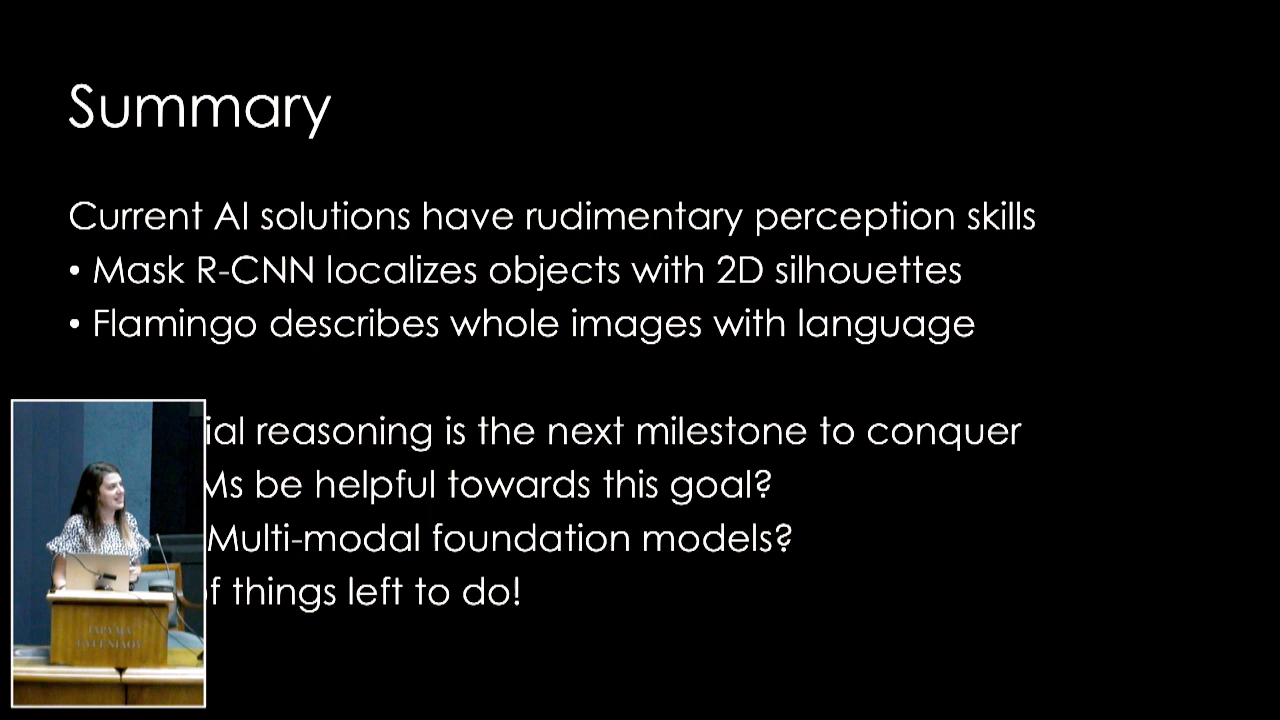 Summary
Current AI solutions have rudimentary perception skills
• Mask R-CNN localizes objects with 2D silhouettes
• Flamingo describes whole images with language
reasoning is the next milestone to conquer
be helpful towards this goal?
Multi-modal foundation models?
things left to do!
ΙΔΡΥΜΑ
ΕΥΓΕΝΙΔΟΥ